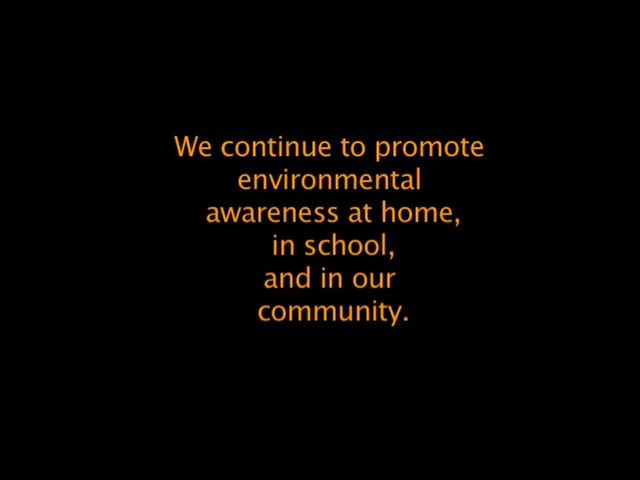 We continue to promote
environmental
awareness at home,
in school,
and in our
community.